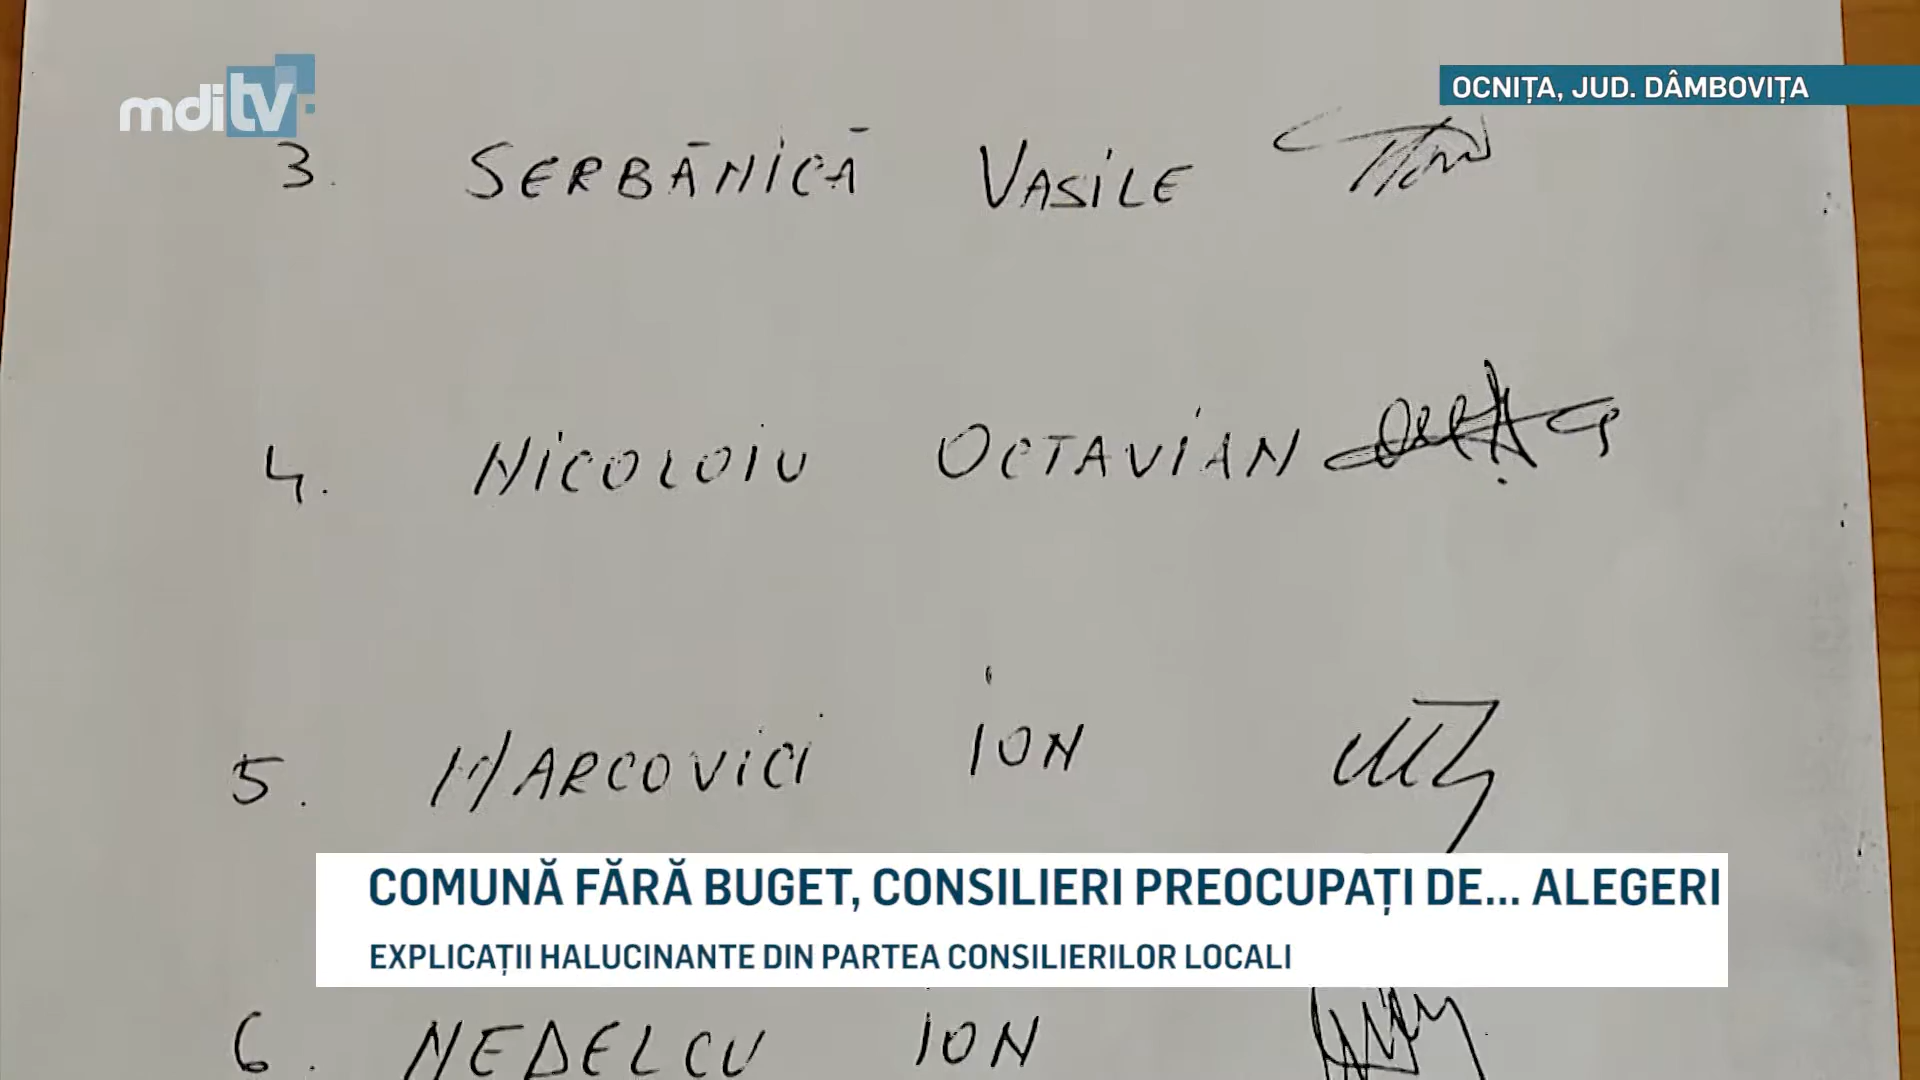 mditv
OCNIȚA, JUD. DÂMBOVIȚA
3. SERBĂNICĂ VASILE
4. NICOLOIU OCTAVIAN
5. MARCOVICI ION
COMUNĂ FĂRĂ BUGET, CONSILIERI PREOCUPAȚI DE... ALEGERI
EXPLICAȚII HALUCINANTE DIN PARTEA CONSILIERILOR LOCALI
6. NEDELCU ION